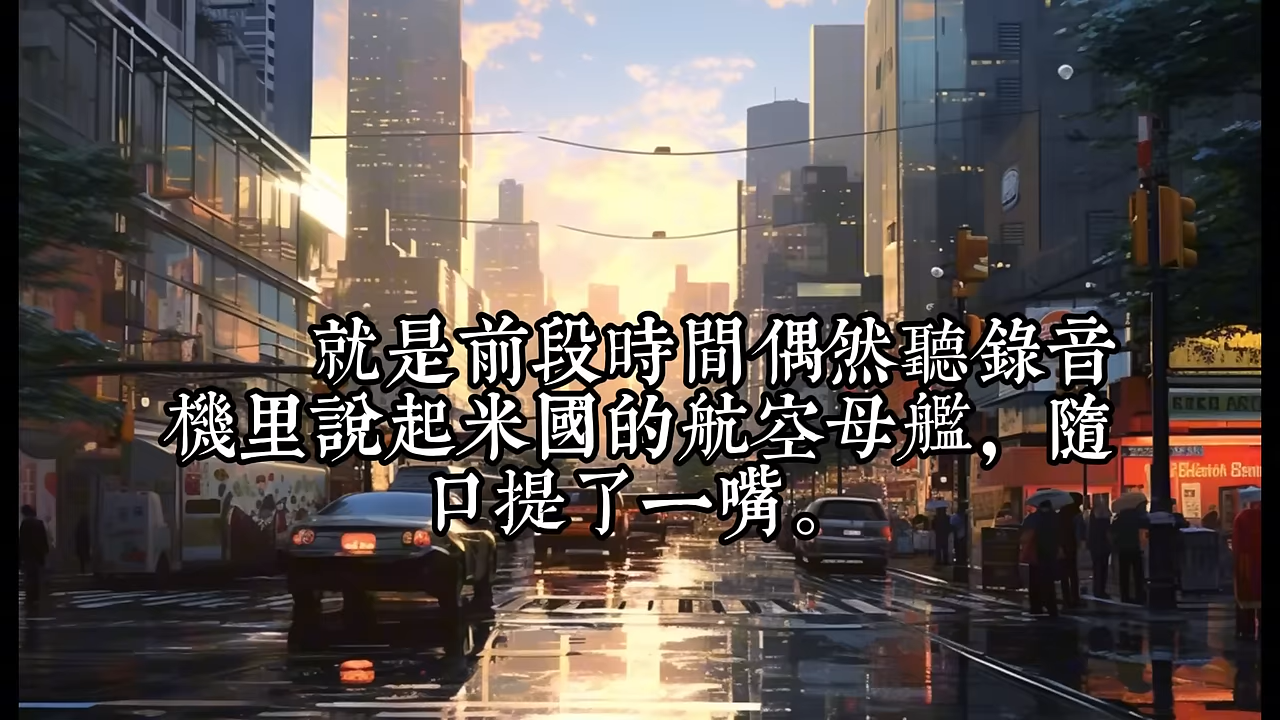 就是前段時間偶然聽錄音
機里說起米國的航空母艦，隨
口提了一嘴。